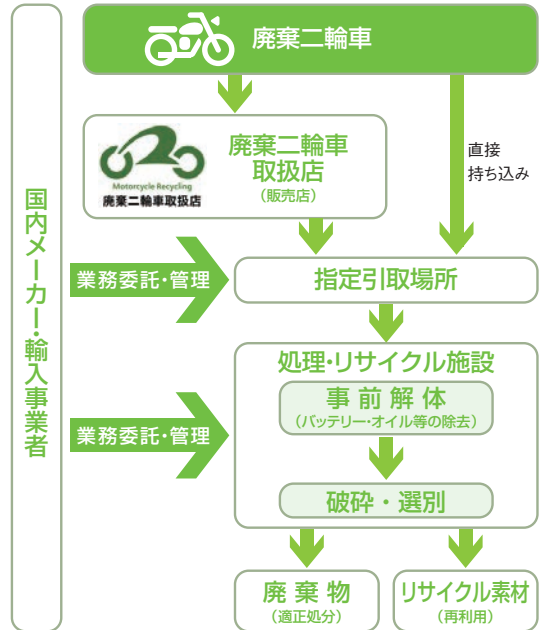 廃棄二輪車
国内メーカー・輸入事業者
Motorcycle Recycling
廃棄二輪車取扱店
廃棄二輪車
取扱店
(販売店)
直接
持ち込み
業務委託・管理
指定引取場所
処理・リサイクル施設
事前解体
(バッテリー・オイル等の除去)
業務委託・管理
破砕・選別
廃棄物
(適正処分)
リサイクル素材
(再利用)